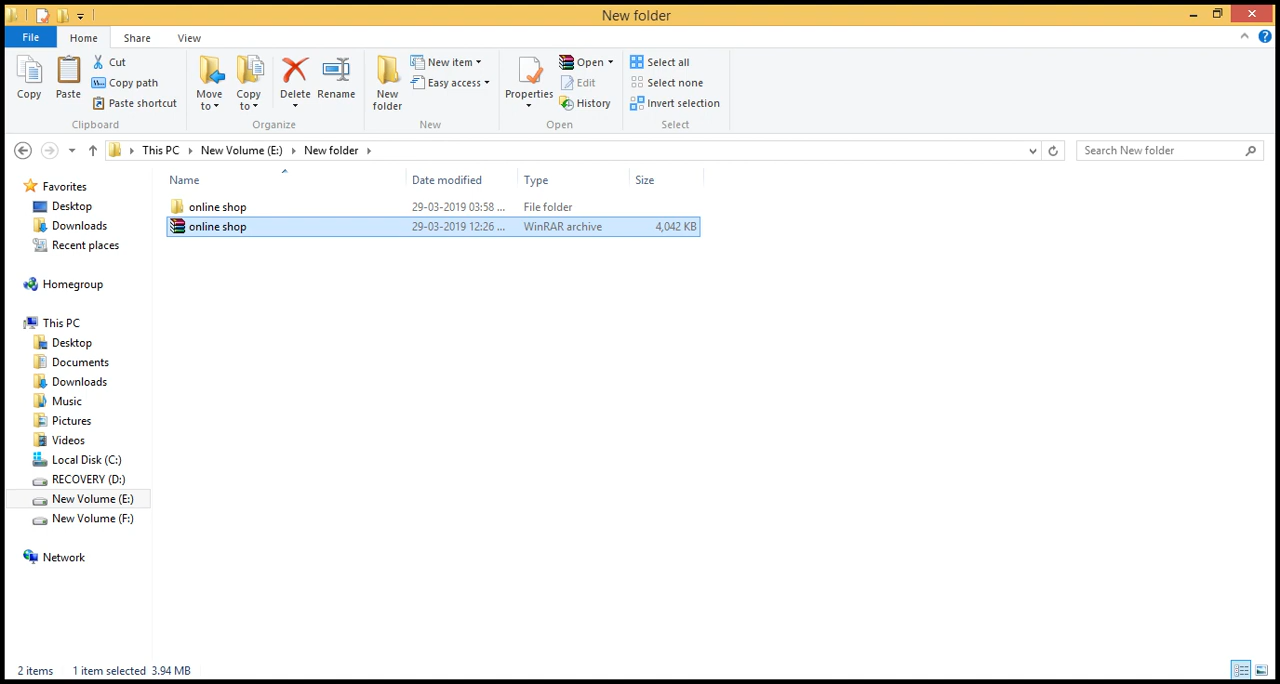 New folder
File Home Share View
Copy Paste Cut Copy path Paste shortcut Move to Copy to Delete Rename New folder New item Easy access Properties Open Edit History Select all Select none Invert selection
Clipboard Organize New Open Select
This PC New Volume (E:) New folder Search New folder
Name Date modified Type Size
online shop 29-03-2019 03:58 ... File folder
online shop 29-03-2019 12:26 ... WinRAR archive 4,042 KB
Favorites
Desktop
Downloads
Recent places
Homegroup
This PC
Desktop
Documents
Downloads
Music
Pictures
Videos
Local Disk (C:)
RECOVERY (D:)
New Volume (E:)
New Volume (F:)
Network
2 items 1 item selected 3.94 MB